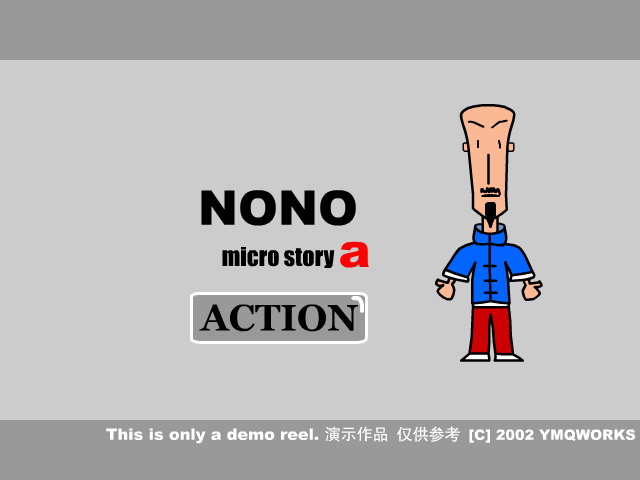 NONO
micro story a
ACTION
This is only a demo reel. 演示作品 仅供参考 [C] 2002 YMQWORKS